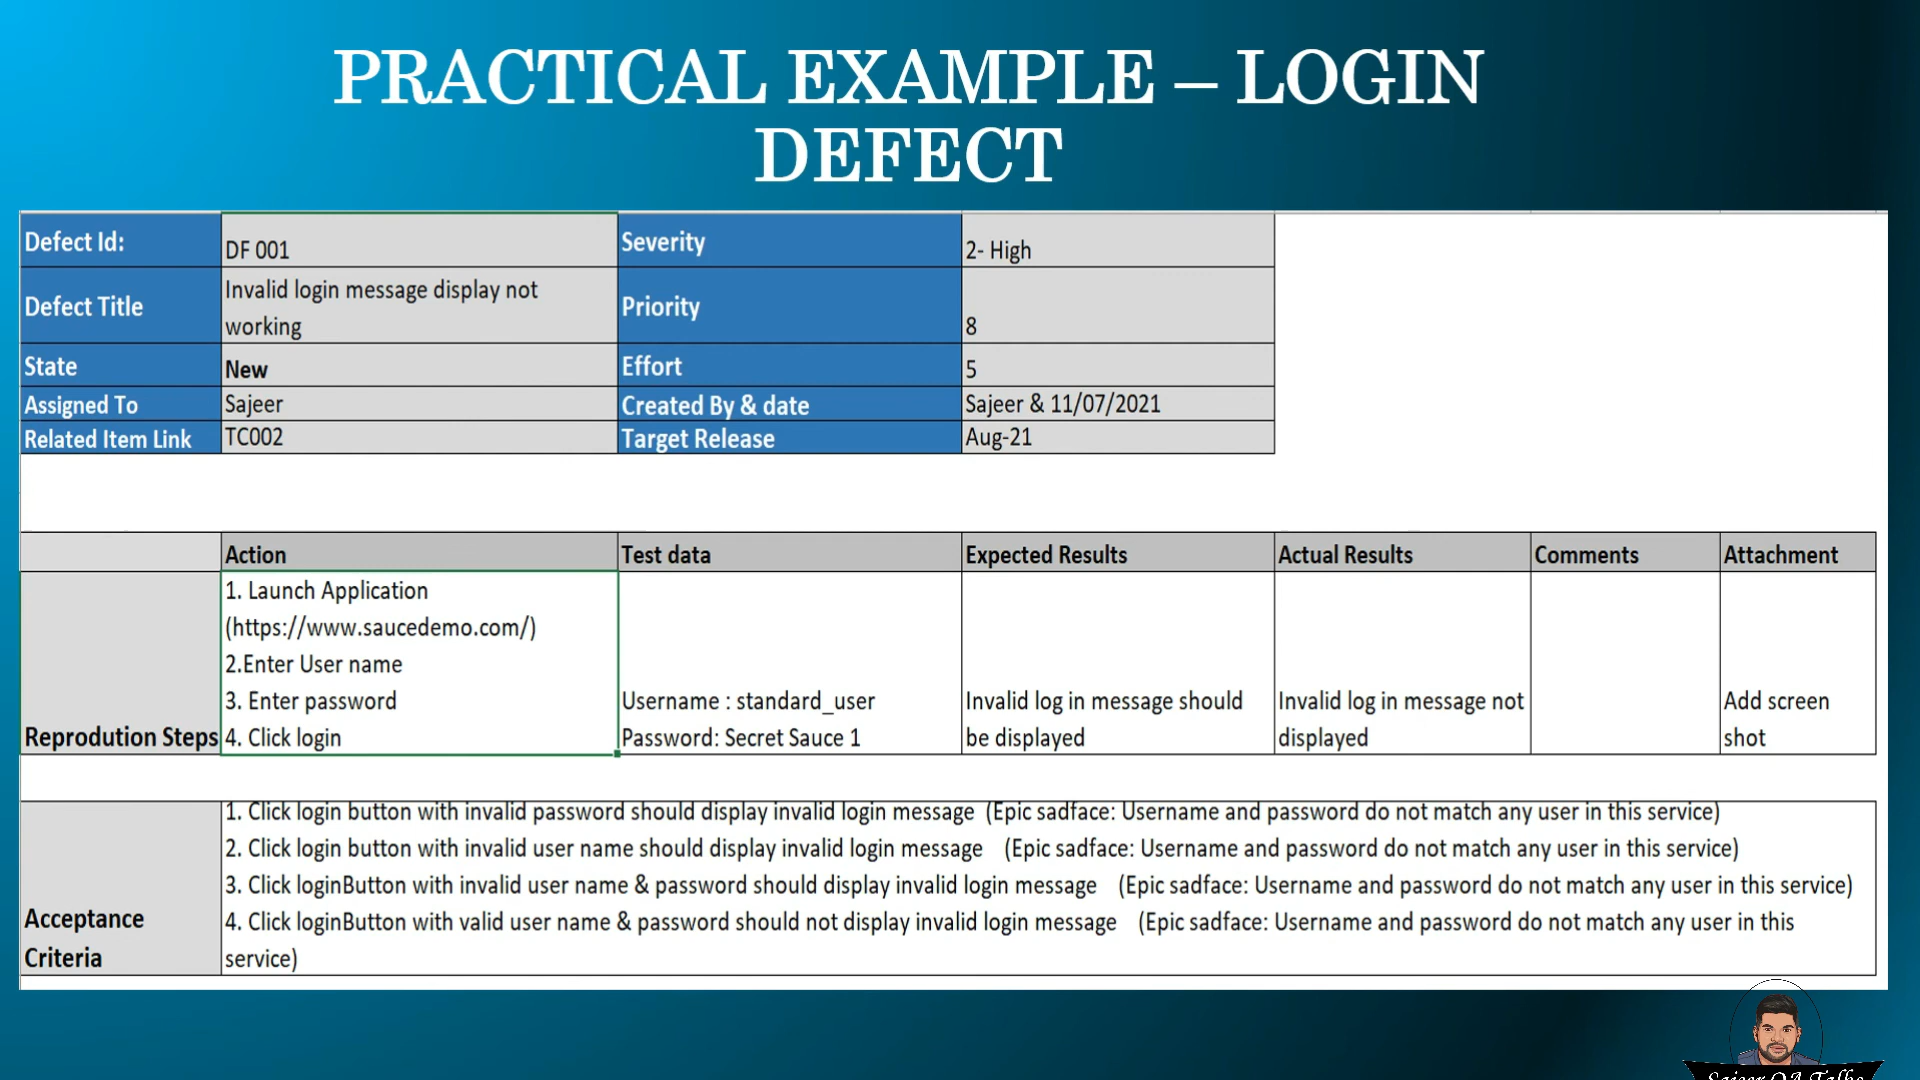 PRACTICAL EXAMPLE – LOGIN
DEFECT
Defect Id:
DF 001
Severity
2- High
Defect Title
Invalid login message display not
working
Priority
8
State
New
Effort
5
Assigned To
Sajeer
Created By & date
Sajeer & 11/07/2021
Related Item Link
TC002
Target Release
Aug-21
Action
Test data
Expected Results
Actual Results
Comments
Attachment
Reprodution Steps
1. Launch Application
(https://www.saucedemo.com/)
2.Enter User name
3. Enter password
4. Click login
Username : standard_user
Password: Secret Sauce 1
Invalid log in message should
be displayed
Invalid log in message not
displayed
Add screen
shot
Acceptance
Criteria
1. Click login button with invalid password should display invalid login message (Epic sadface: Username and password do not match any user in this service)
2. Click login button with invalid user name should display invalid login message (Epic sadface: Username and password do not match any user in this service)
3. Click loginButton with invalid user name & password should display invalid login message (Epic sadface: Username and password do not match any user in this service)
4. Click loginButton with valid user name & password should not display invalid login message (Epic sadface: Username and password do not match any user in this
service)
Sajeer QA Talks